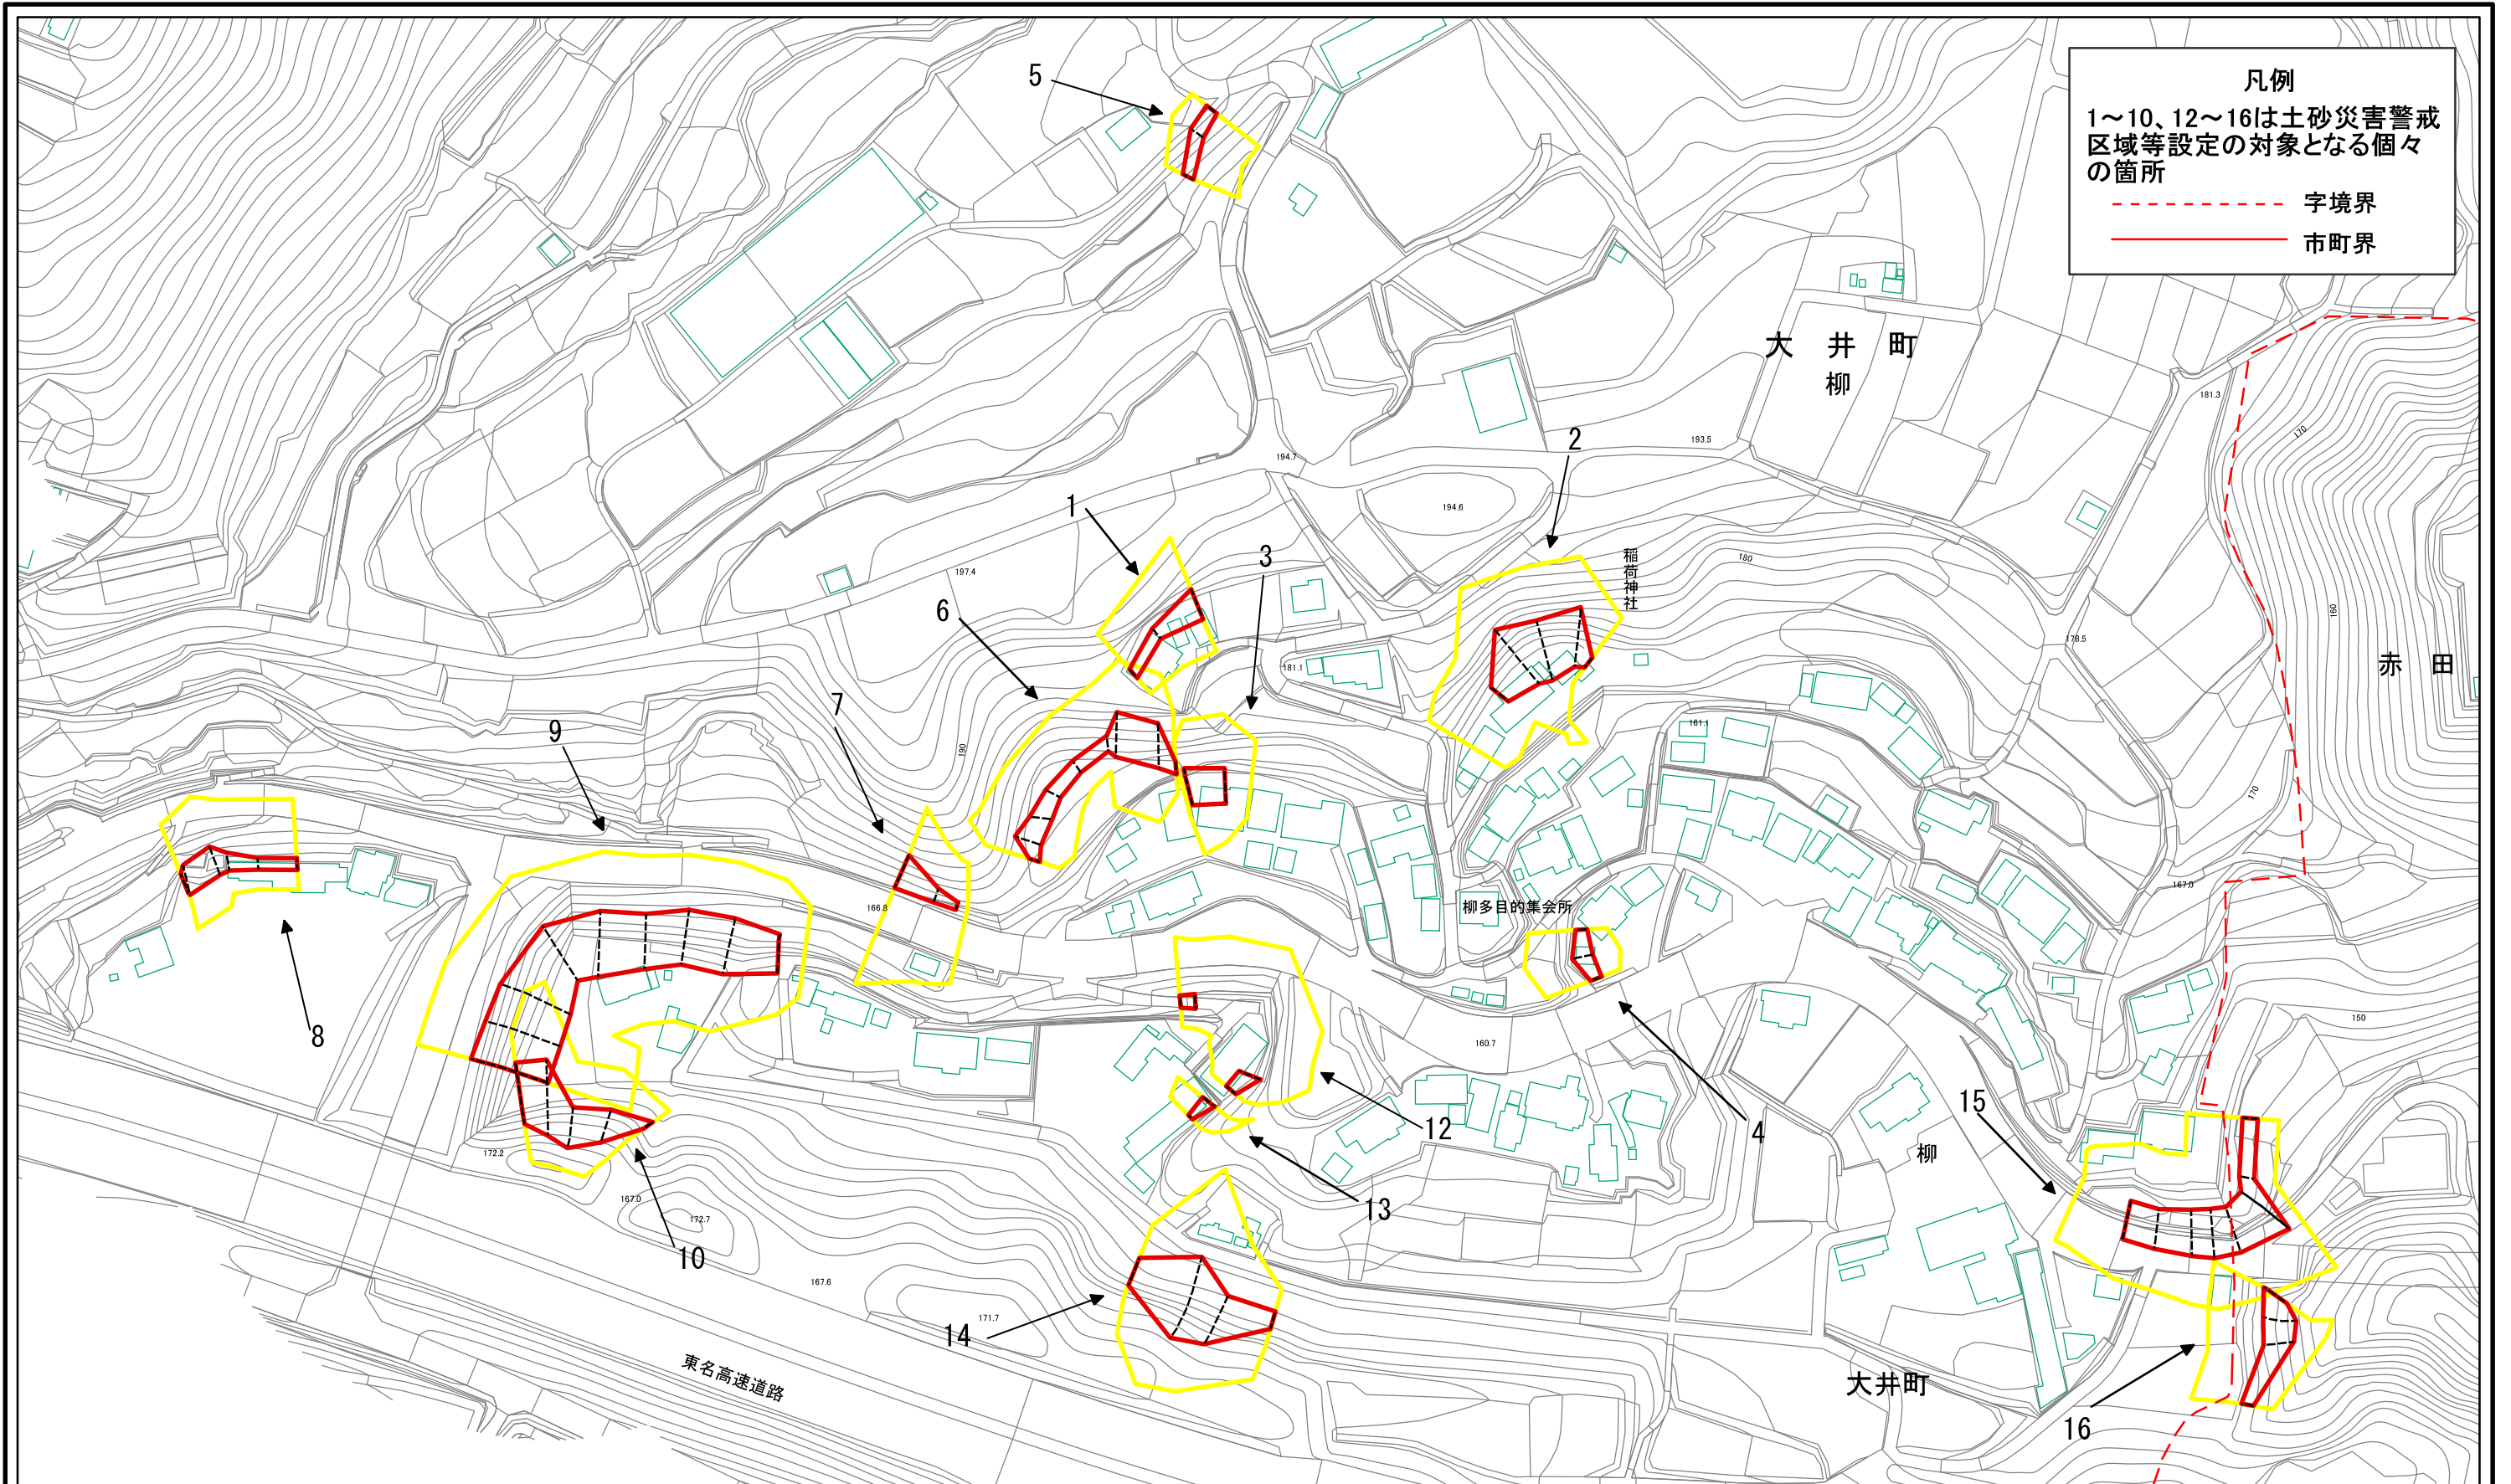 凡例
1～10、12～16は土砂災害警戒
区域等設定の対象となる個々
の箇所
字境界
市町界
5
大井町
柳
181.3
170
2
193.5
194.7
1
194.6
3
稲荷神社
180
197.4
6
160
178.5
181.1
赤田
7
9
190
161.1
170
167.0
166.8
柳多目的集会所
8
150
160.7
15
12
4
柳
172.2
167.0
172.7
13
10
167.6
171.7
14
東名高速道路
大井町
16